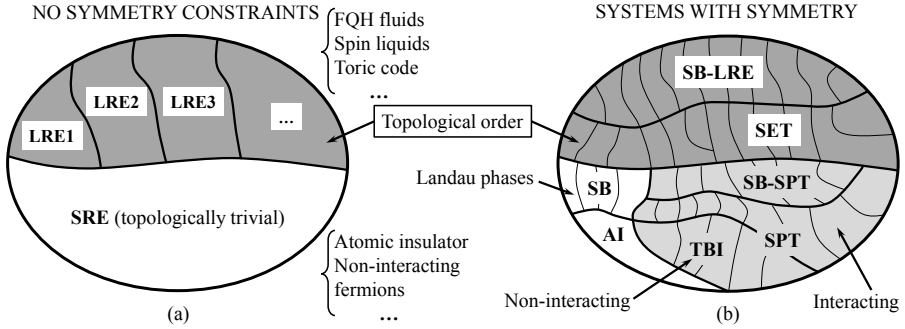 NO SYMMETRY CONSTRAINTS
SYSTEMS WITH SYMMETRY
FQH fluids
Spin liquids
Toric code
...
LRE1
LRE2
LRE3
...
Topological order
SB-LRE
SET
Landau phases
SB
SB-SPT
SRE (topologically trivial)
AI
TBI
SPT
Atomic insulator
Non-interacting
fermions
...
Non-interacting
Interacting
(a)
(b)